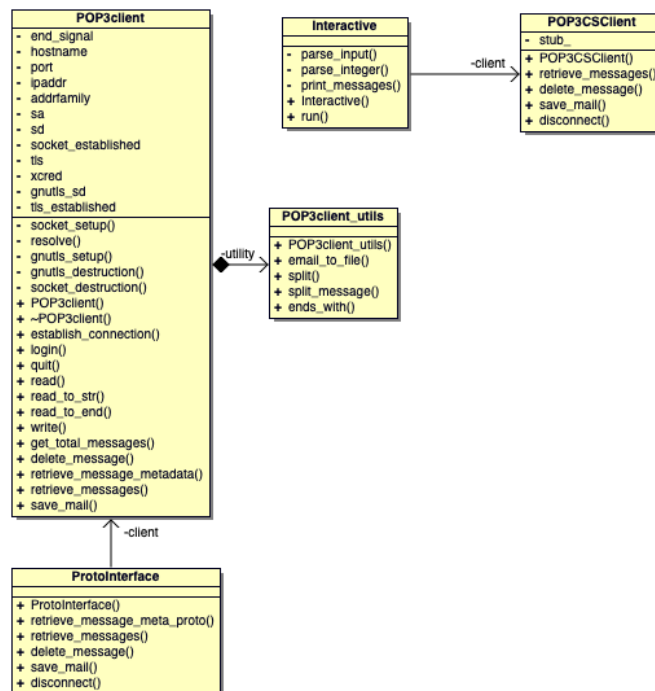 POP3client
- end_signal
- hostname
- port
- ipaddr
- addrfamily
- sa
- sd
- socket_established
- tls
- xcred
- gnutls_sd
- tls_established
- socket_setup()
- resolve()
- gnutls_setup()
- gnutls_destruction()
- socket_destruction()
+ POP3client()
+ ~POP3client()
+ establish_connection()
+ login()
+ quit()
+ read()
+ read_to_str()
+ read_to_end()
+ write()
+ get_total_messages()
+ delete_message()
+ retrieve_message_metadata()
+ retrieve_messages()
+ save_mail()
Interactive
- parse_input()
- parse_integer()
- print_messages()
+ Interactive()
+ run()
-client
POP3CSClient
- stub_
+ POP3CSClient()
+ retrieve_messages()
+ delete_message()
+ save_mail()
+ disconnect()
-utility
POP3client_utils
+ POP3client_utils()
+ email_to_file()
+ split()
+ split_message()
+ ends_with()
-client
ProtoInterface
+ ProtoInterface()
+ retrieve_message_meta_proto()
+ retrieve_messages()
+ delete_message()
+ save_mail()
+ disconnect()